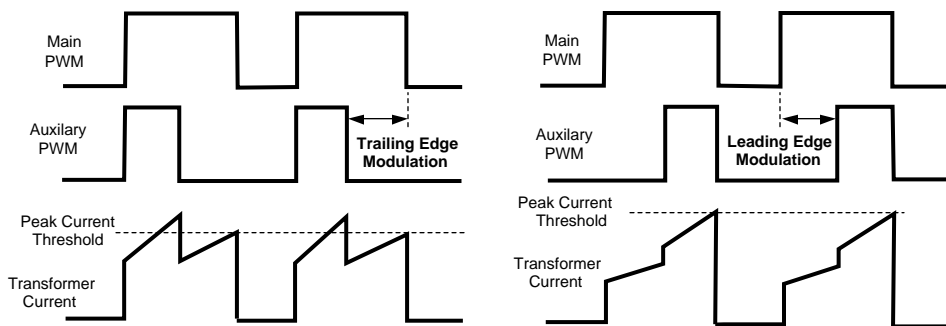 Main
PWM
Auxilary
PWM
Trailing Edge
Modulation
Peak Current
Threshold
Transformer
Current
Main
PWM
Auxilary
PWM
Leading Edge
Modulation
Peak Current
Threshold
Transformer
Current